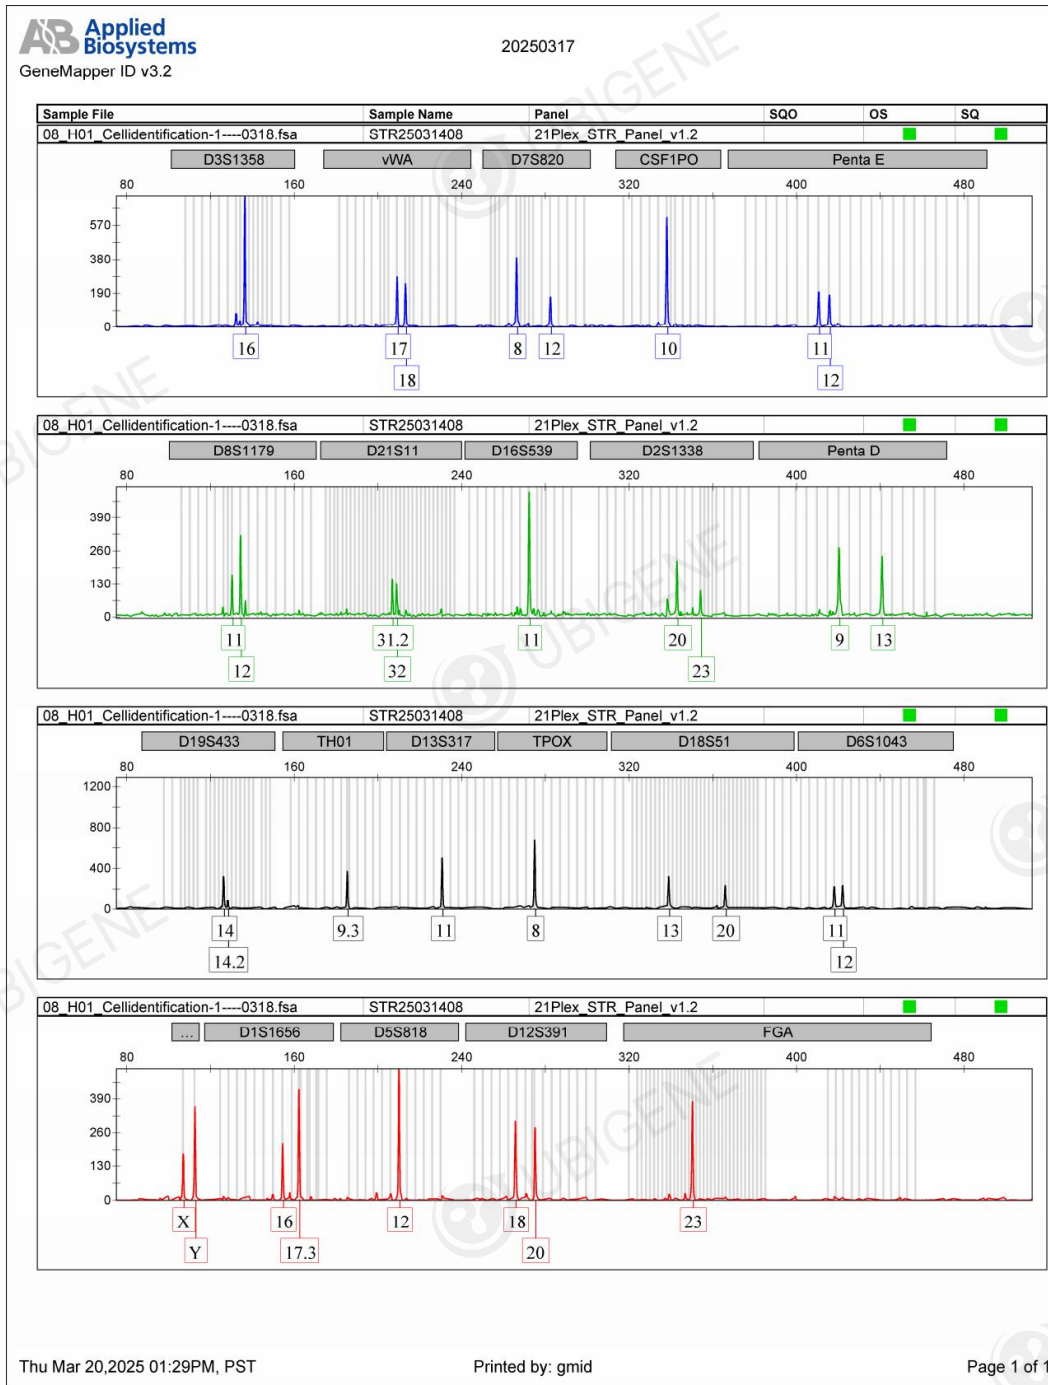 AB Applied
Biosystems
20250317
GeneMapper ID v3.2
Sample File Sample Name Panel SQO OS SQ
08_H01_Cellidentification-1----0318.fsa STR25031408 21Plex_STR_Panel_v1.2
D3S1358 vWA D7S820 CSF1PO Penta E
80 160 240 320 400 480
570
380
190
0
16 17 8 12 10 11
18 12
08_H01_Cellidentification-1----0318.fsa STR25031408 21Plex_STR_Panel_v1.2
D8S1179 D21S11 D16S539 D2S1338 Penta D
80 160 240 320 400 480
390
260
130
0
11 31.2 11 20 9 13
12 32 23
08_H01_Cellidentification-1----0318.fsa STR25031408 21Plex_STR_Panel_v1.2
D19S433 TH01 D13S317 TPOX D18S51 D6S1043
80 160 240 320 400 480
1200
800
400
0
14 9.3 11 8 13 20 11
14.2 12
08_H01_Cellidentification-1----0318.fsa STR25031408 21Plex_STR_Panel_v1.2
... D1S1656 D5S818 D12S391 FGA
80 160 240 320 400 480
390
260
130
0
X 16 12 18 23
Y 17.3 20
Thu Mar 20,2025 01:29PM, PST Printed by: gmid Page 1 of 1
UBIGENE
UBIGENE
UBIGENE
UBIGENE